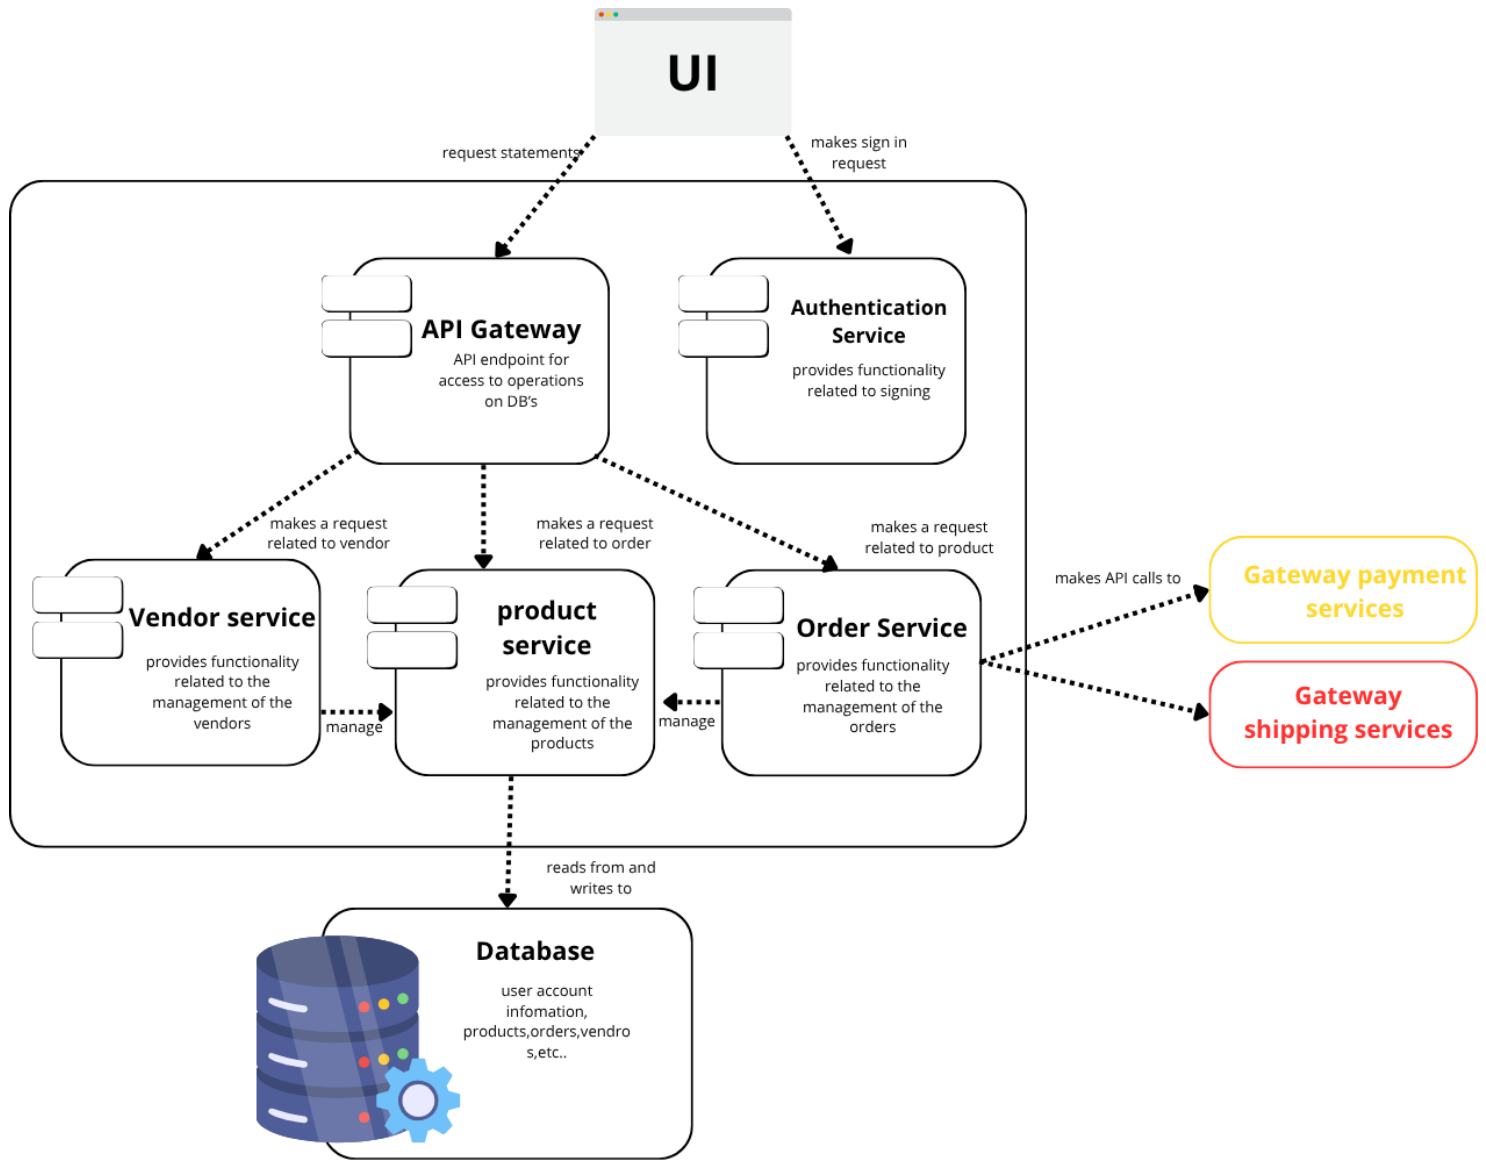 UI
request statements
makes sign in
request
API Gateway
API endpoint for
access to operations
on DB's
Authentication
Service
provides functionality
related to signing
makes a request
related to vendor
makes a request
related to order
makes a request
related to product
Vendor service
provides functionality
related to the
management of the
vendors
manage
product
service
provides functionality
related to the
management of the
products
manage
Order Service
provides functionality
related to the
management of the
orders
makes API calls to
Gateway payment
services
Gateway
shipping services
reads from and
writes to
Database
user account
infomation,
products,orders,vendro
s,etc..